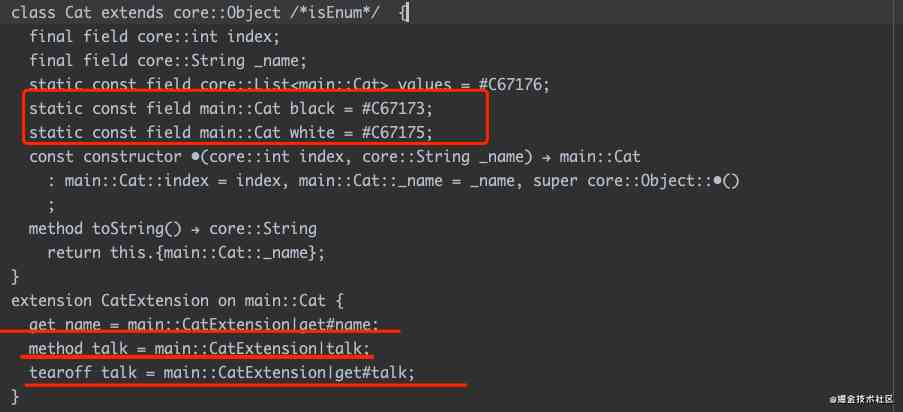 class Cat extends core::Object /*isEnum*/  {
  final field core::int index;
  final field core::String _name;
  static const field core::List<main::Cat> values = #C67176;
  static const field main::Cat black = #C67173;
  static const field main::Cat white = #C67175;
  const constructor •(core::int index, core::String _name) → main::Cat
    : main::Cat::index = index, main::Cat::_name = _name, super core::Object::•()
    ;
  method toString() → core::String
    return this.{main::Cat::_name};
}
extension CatExtension on main::Cat {
  get name = main::CatExtension|get#name;
  method talk = main::CatExtension|talk;
  tearoff talk = main::CatExtension|get#talk;
}
@掘金技术社区